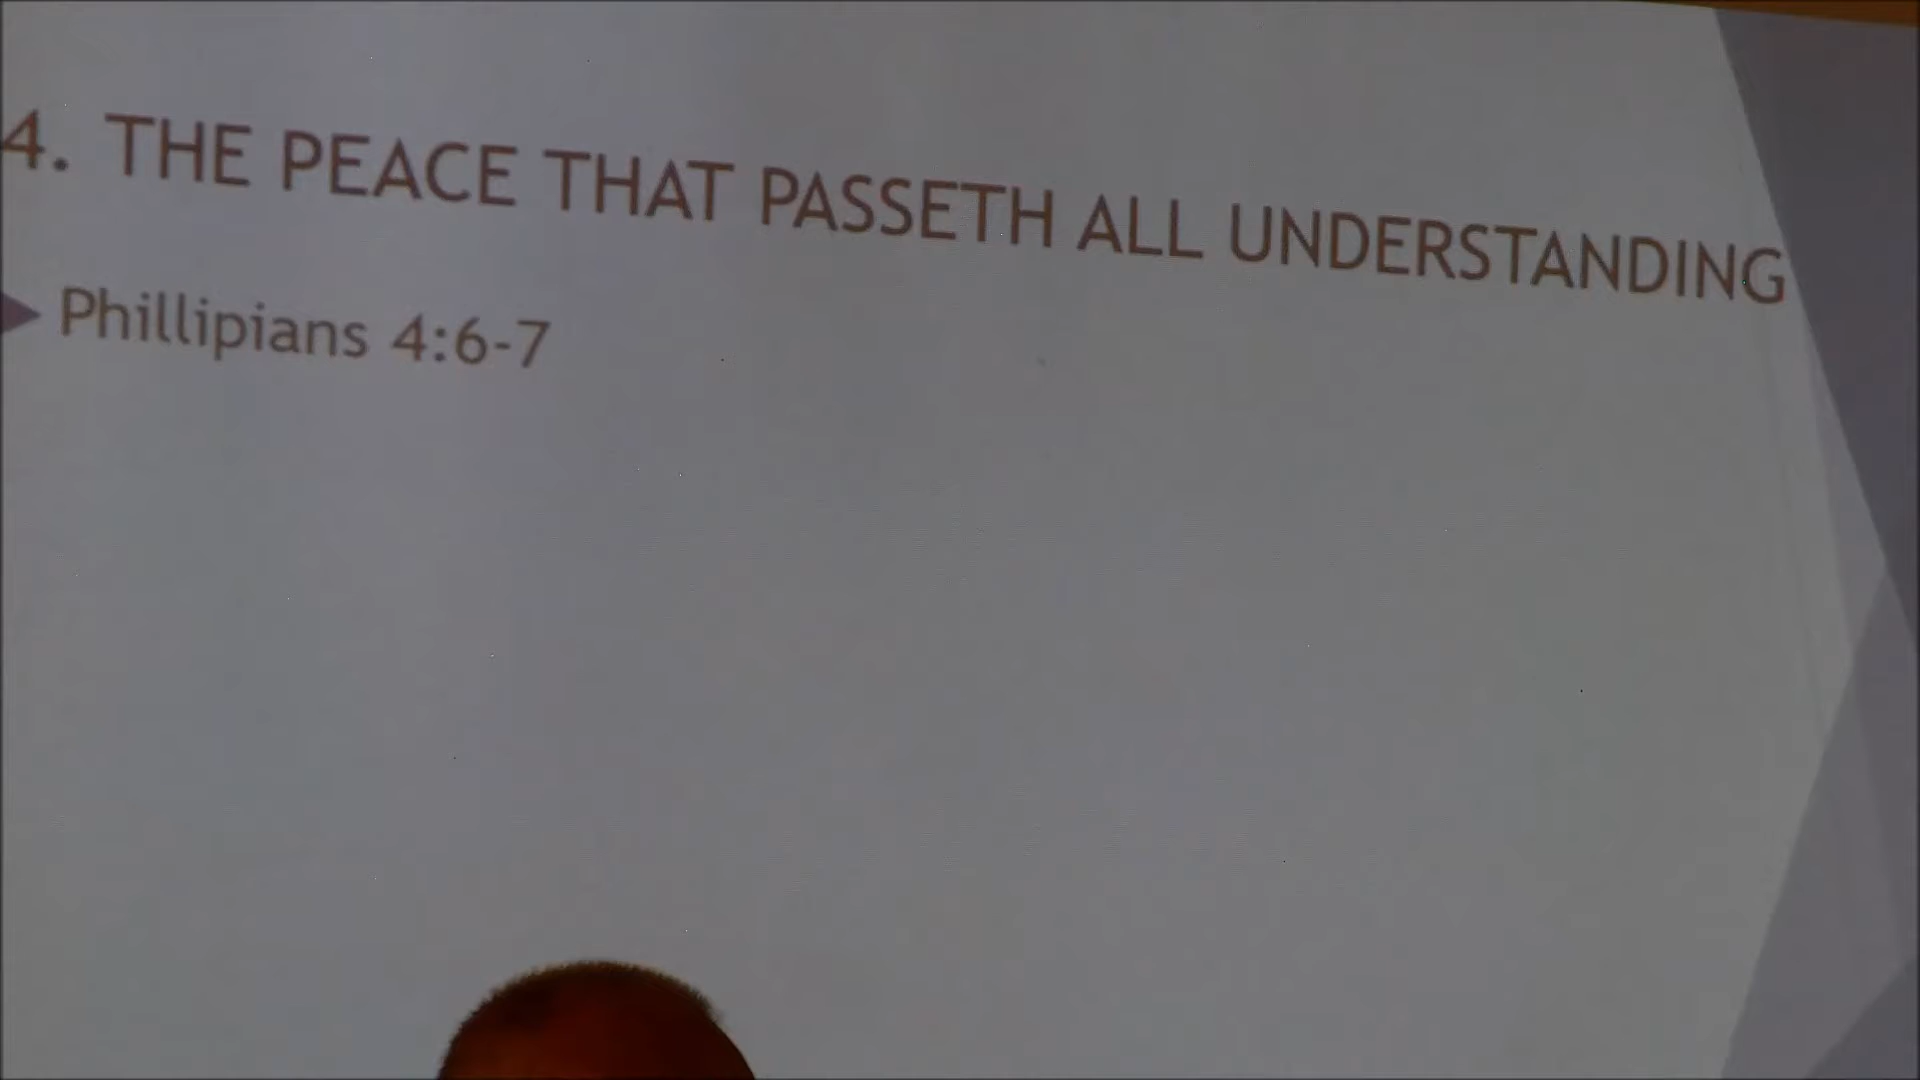 4. THE PEACE THAT PASSETH ALL UNDERSTANDING
Phillipians 4:6-7